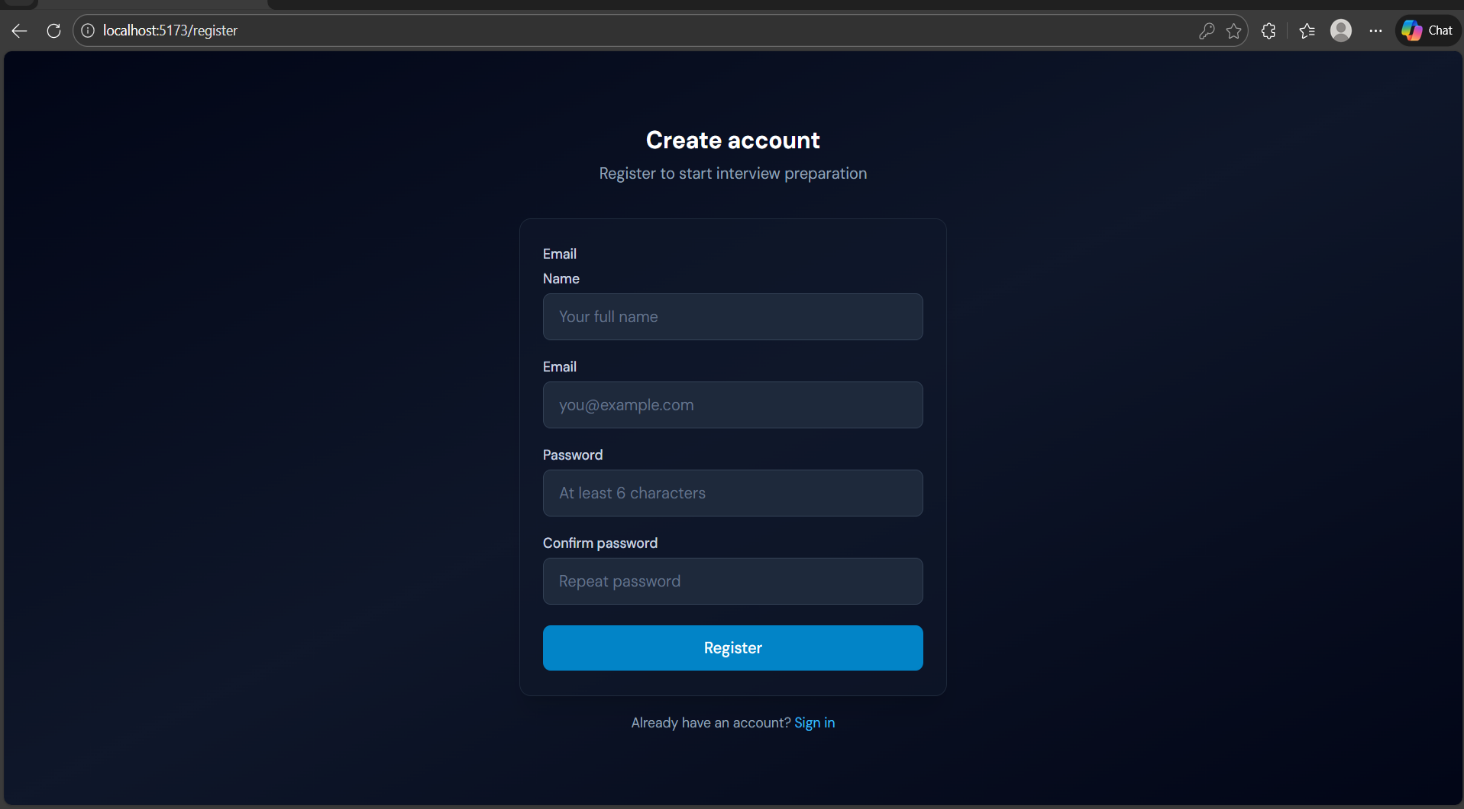 localhost:5173/register
Chat
Create account
Register to start interview preparation
Email
Name
Your full name
Email
you@example.com
Password
At least 6 characters
Confirm password
Repeat password
Register
Already have an account? Sign in